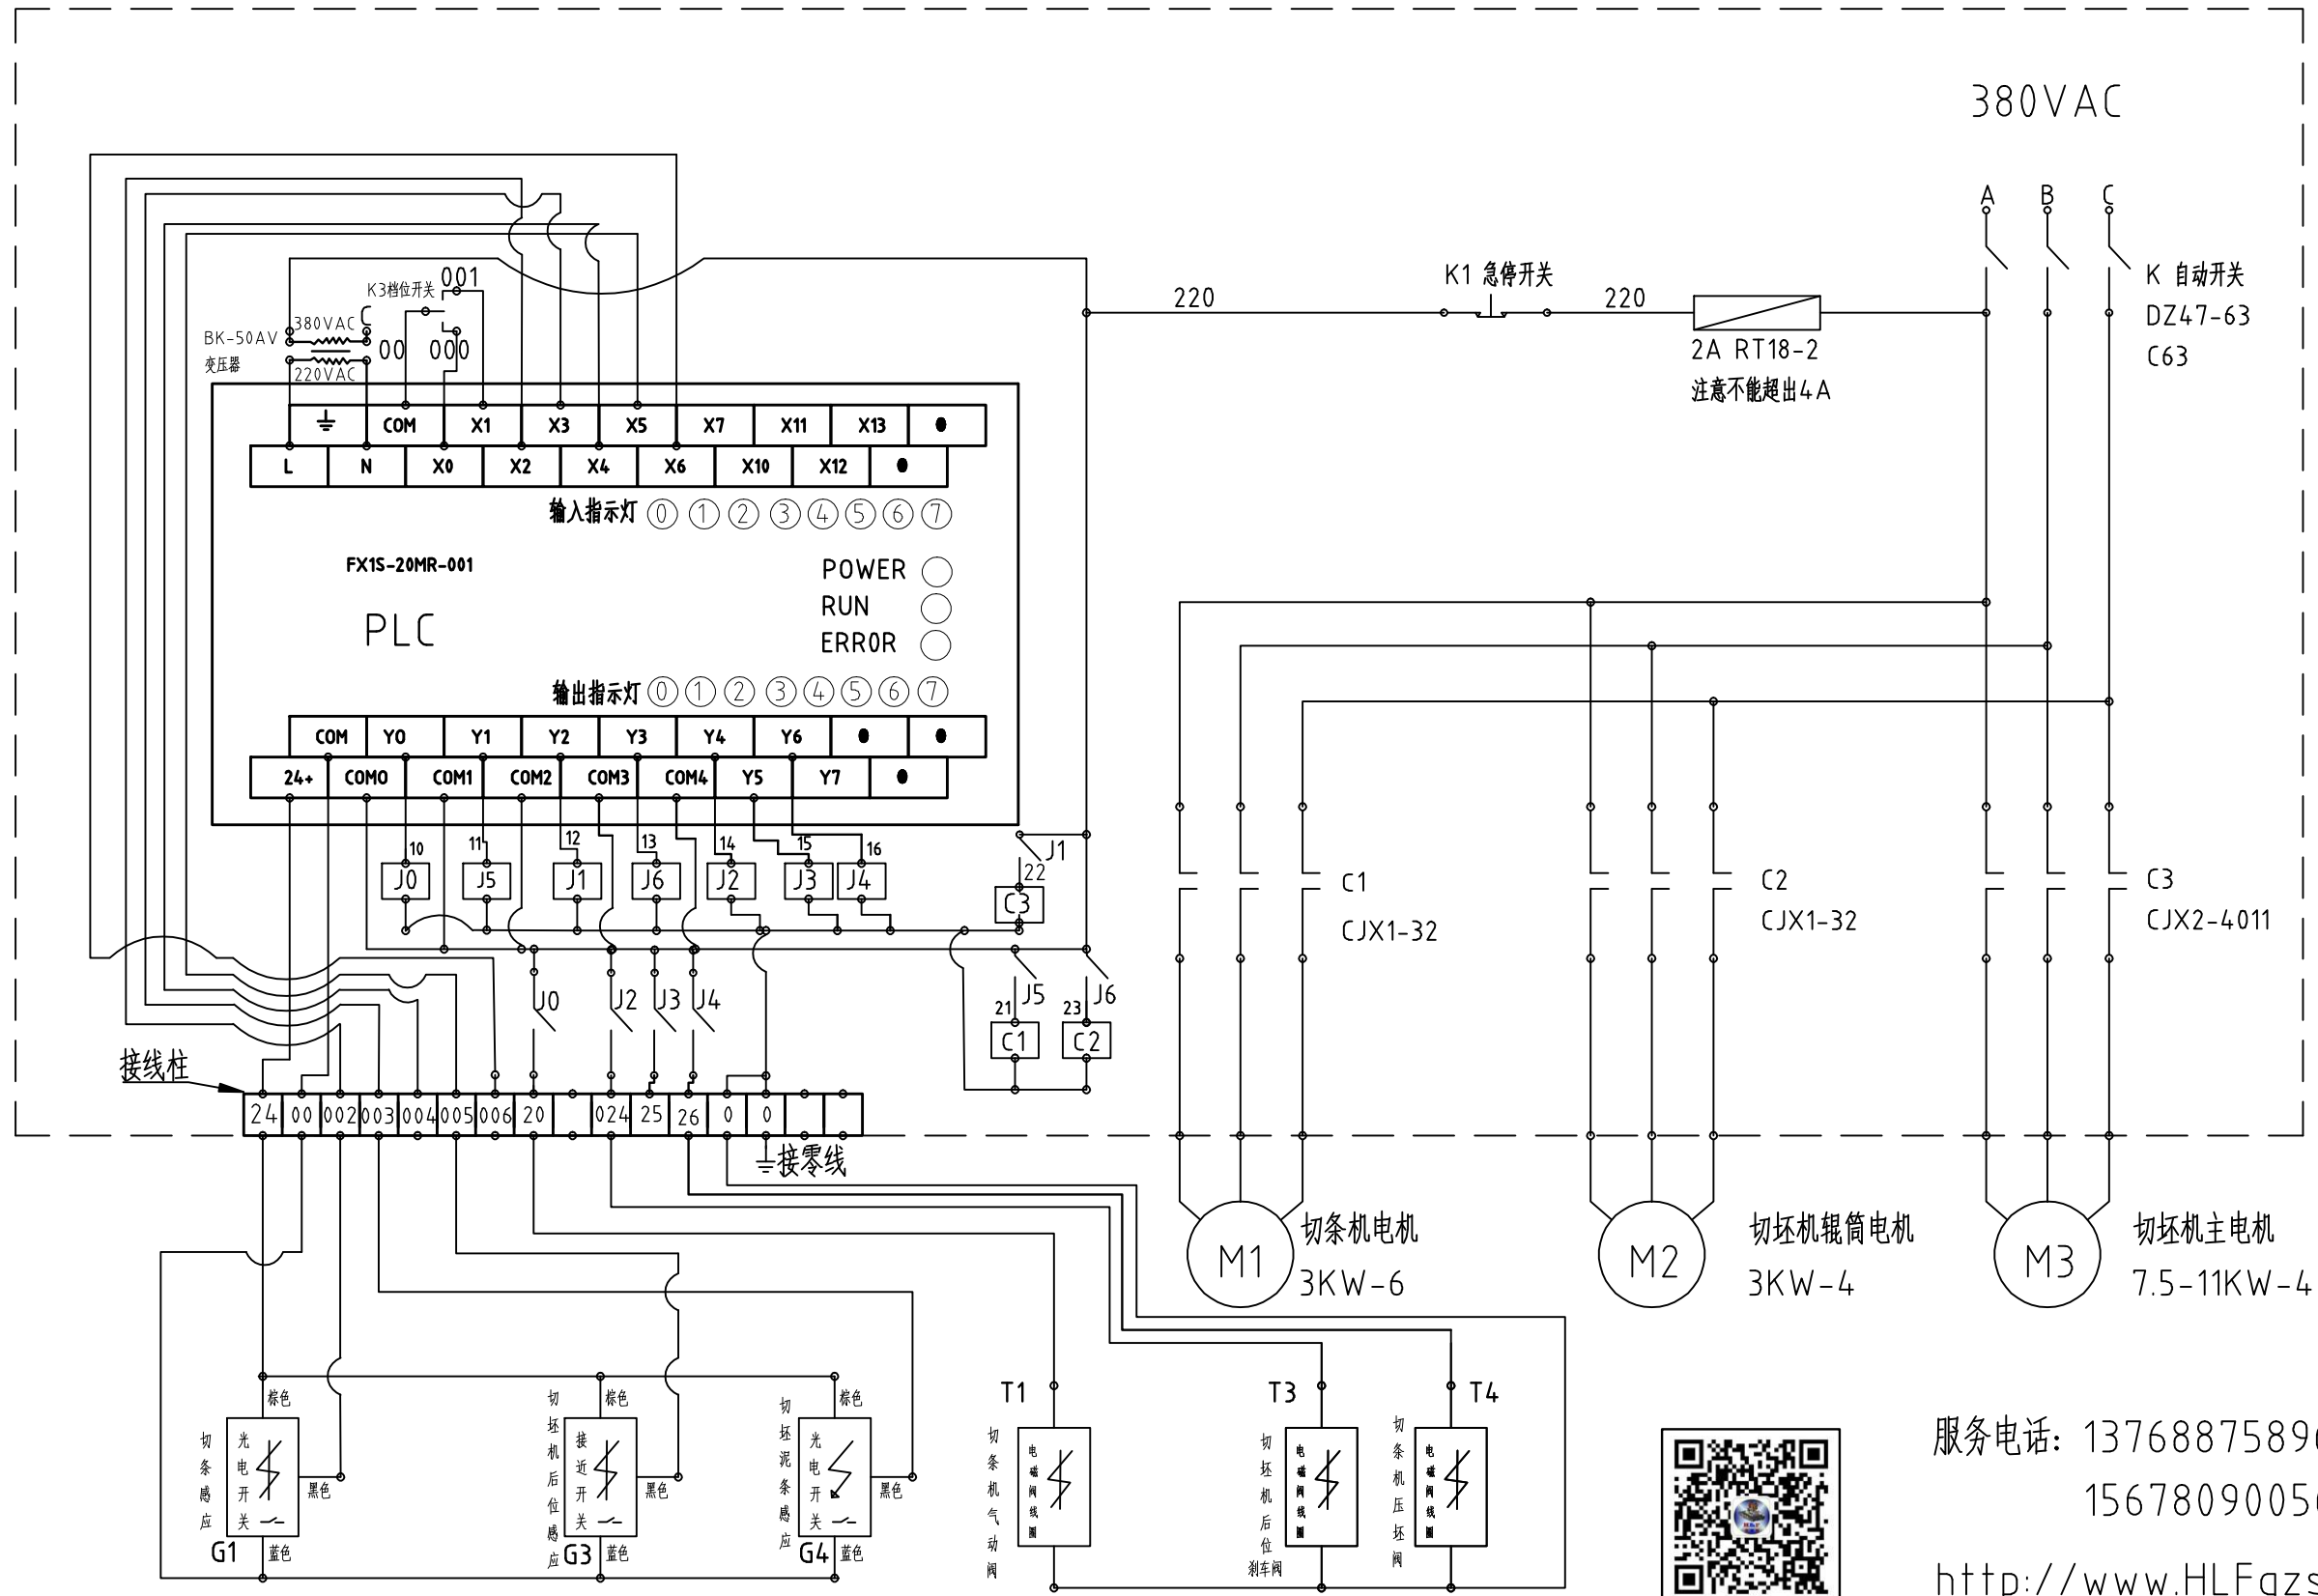 380VAC
A B C
K 自动开关
DZ47-63
C63
K1 急停开关
220
220
2A RT18-2
注意不能超出4A
K3档位开关
001
380VAC
C
BK-50AV
变压器
00
000
220VAC
COM X1 X3 X5 X7 X11 X13
L N X0 X2 X4 X6 X10 X12
输入指示灯 0 1 2 3 4 5 6 7
FX1S-20MR-001
PLC
POWER
RUN
ERROR
输出指示灯 0 1 2 3 4 5 6 7
COM Y0 Y1 Y2 Y3 Y4 Y6
24+ COM0 COM1 COM2 COM3 COM4 Y5 Y7
10 11 12 13 14 15 16
J0 J5 J1 J6 J2 J3 J4
J1
22
C3
J0 J2 J3 J4
J5 J6
21 23
C1 C2
C1
CJX1-32
C2
CJX1-32
C3
CJX2-4011
接线柱
24 00 002 003 004 005 006 20 024 25 26 0 0
接零线
M1
切条机电机
3KW-6
M2
切坯机辊筒电机
3KW-4
M3
切坯机主电机
7.5-11KW-4
切条感应
棕色
光电开关
黑色
G1
蓝色
切坯机后位感应
棕色
接近开关
黑色
G3
蓝色
切坯泥条感应
棕色
光电开关
黑色
G4
蓝色
T1
切条机气动阀
电磁阀线圈
T3
切坯机后位
刹车阀
电磁阀线圈
T4
切条机压坯阀
电磁阀线圈
服务电话: 1376887589
1567809005
http://www.HLFqzs